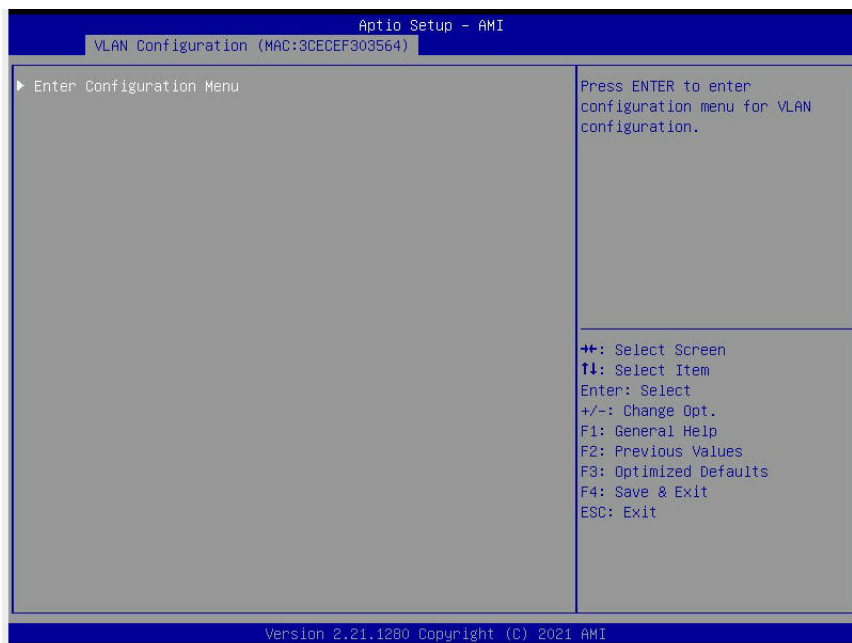 Aptio Setup – AMI
VLAN Configuration (MAC:3CECEF303564)
▶ Enter Configuration Menu
Press ENTER to enter
configuration menu for VLAN
configuration.
→←: Select Screen
↑↓: Select Item
Enter: Select
+/-: Change Opt.
F1: General Help
F2: Previous Values
F3: Optimized Defaults
F4: Save & Exit
ESC: Exit
Version 2.21.1280 Copyright (C) 2021 AMI